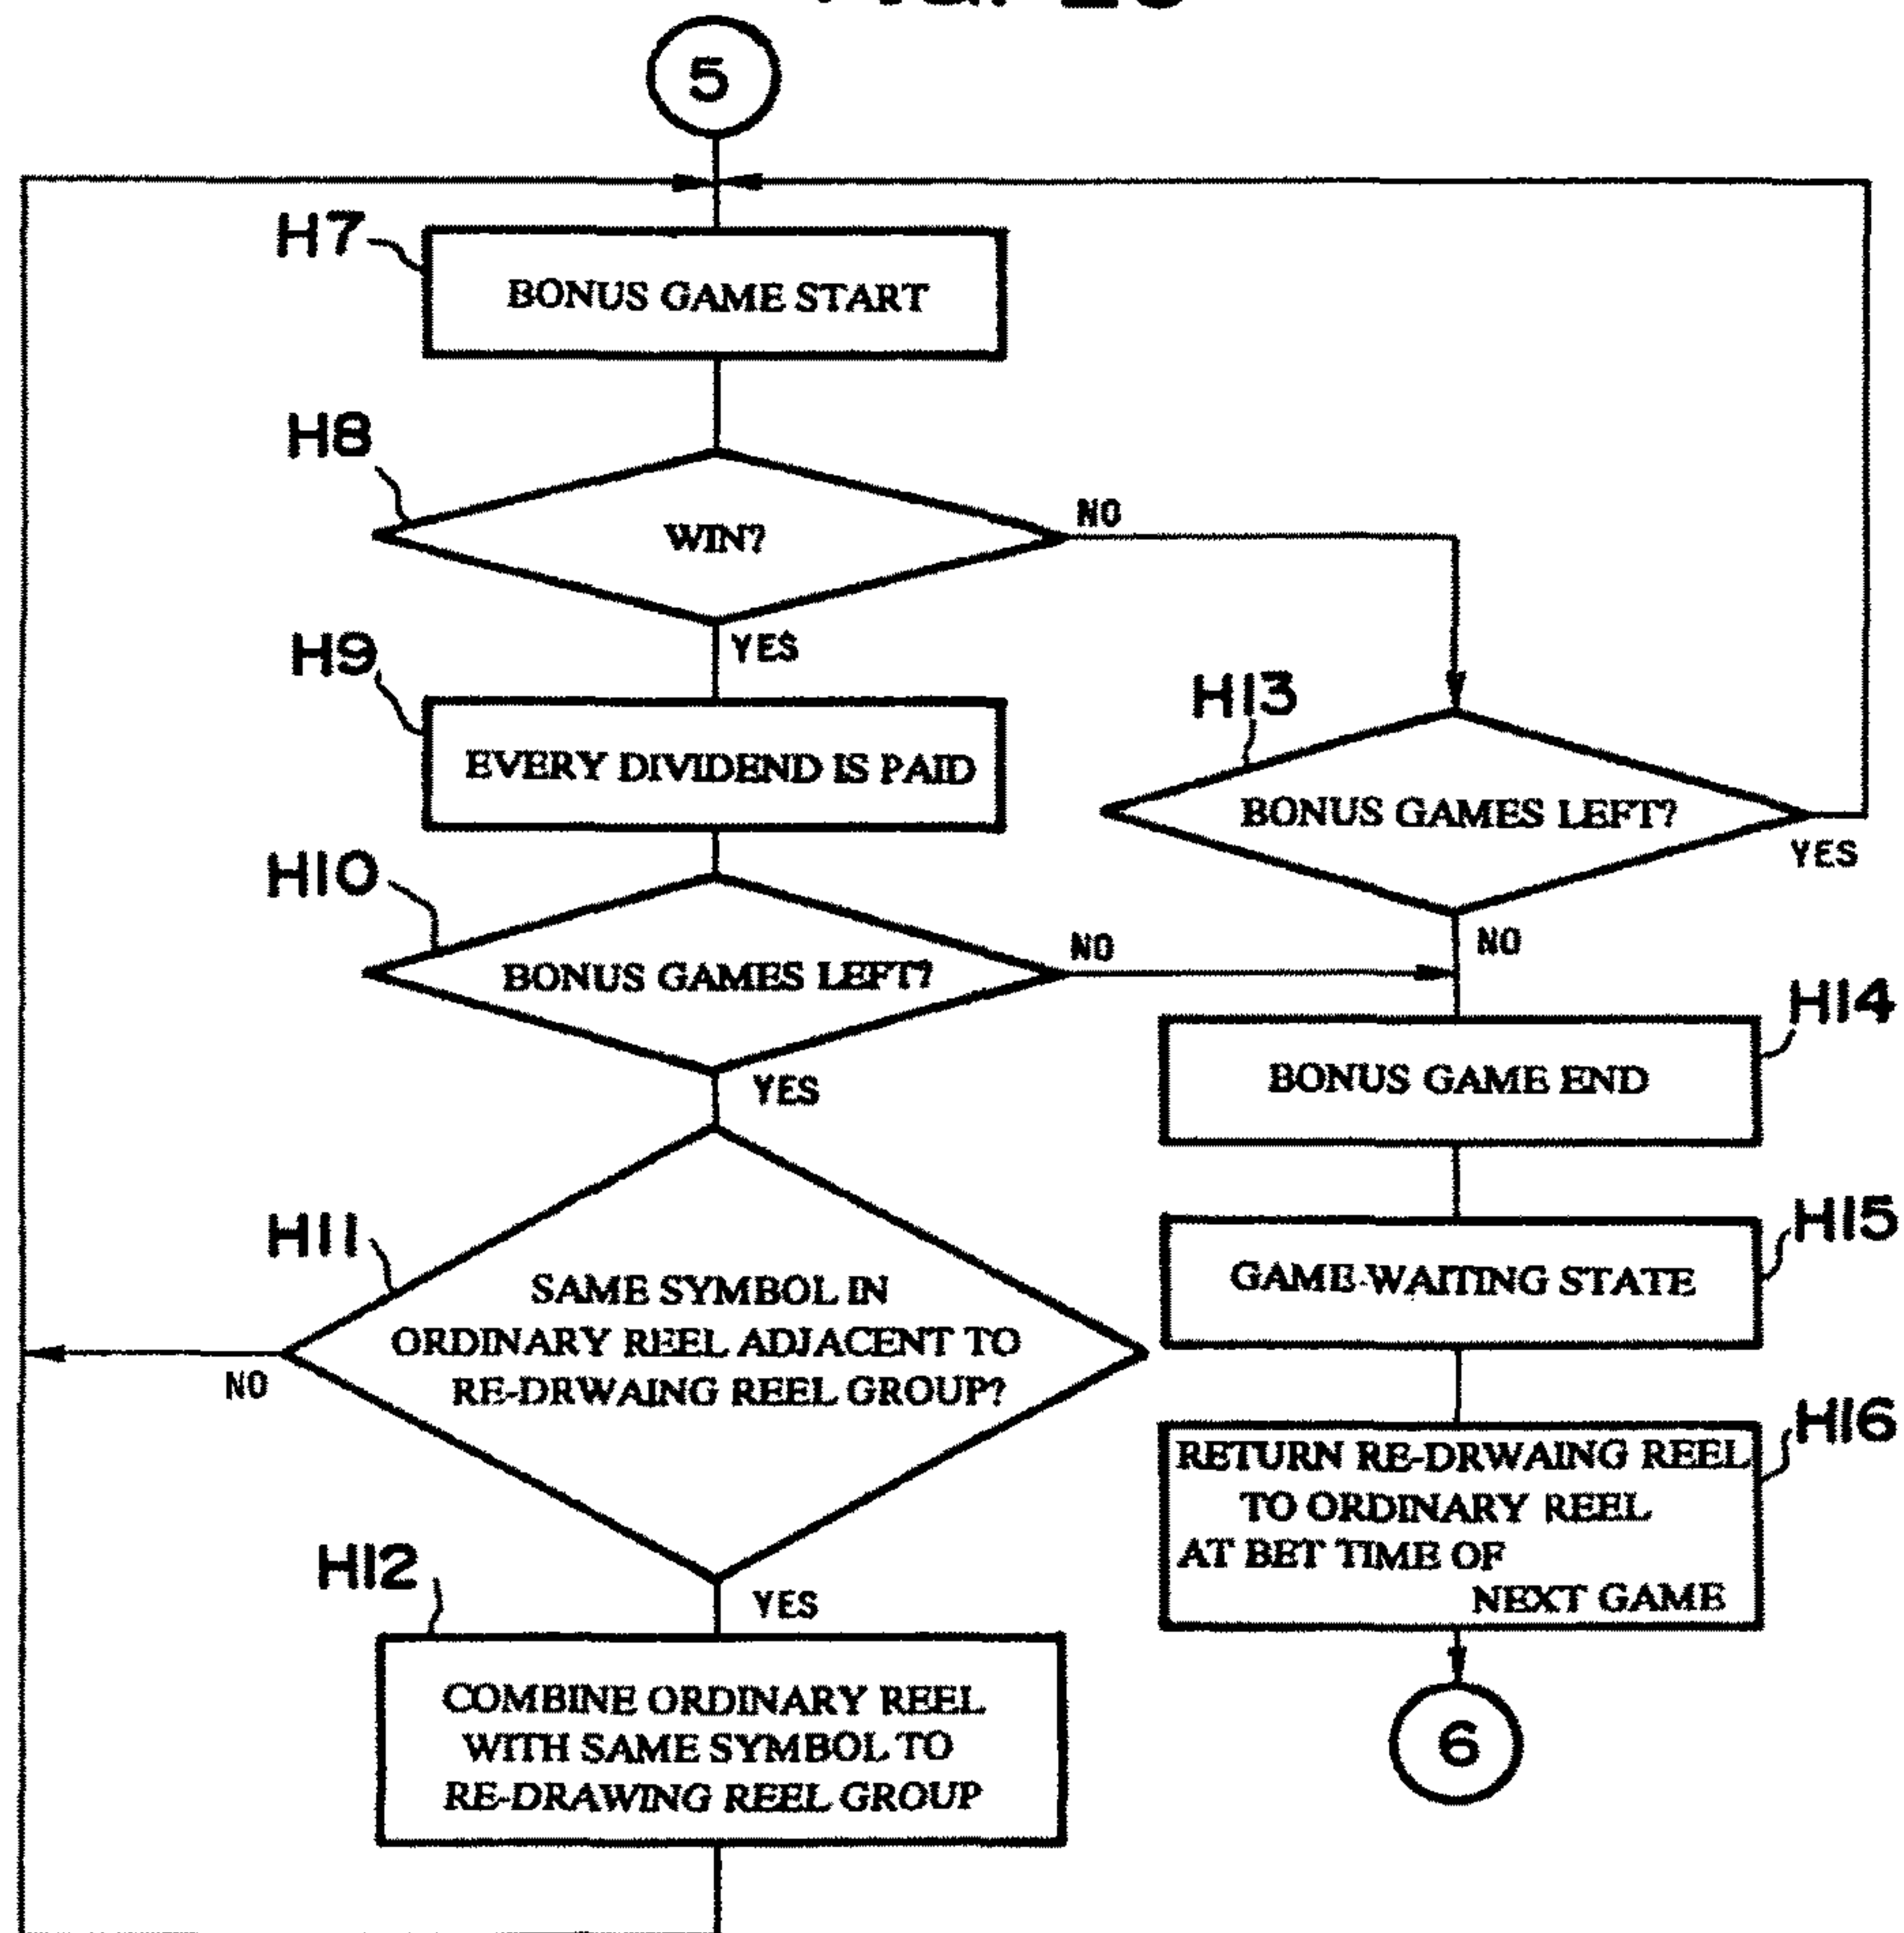 5
H7
BONUS GAME START
H8
WIN?
NO
YES
H9
EVERY DIVIDEND IS PAID
H13
BONUS GAMES LEFT?
YES
NO
H10
BONUS GAMES LEFT?
NO
YES
H14
BONUS GAME END
H11
SAME SYMBOL IN
ORDINARY REEL ADJACENT TO
RE-DRWAING REEL GROUP?
NO
YES
H15
GAME-WAITING STATE
H16
RETURN RE-DRWAING REEL
TO ORDINARY REEL
AT BET TIME OF
NEXT GAME
H12
COMBINE ORDINARY REEL
WITH SAME SYMBOL TO
RE-DRAWING REEL GROUP
6